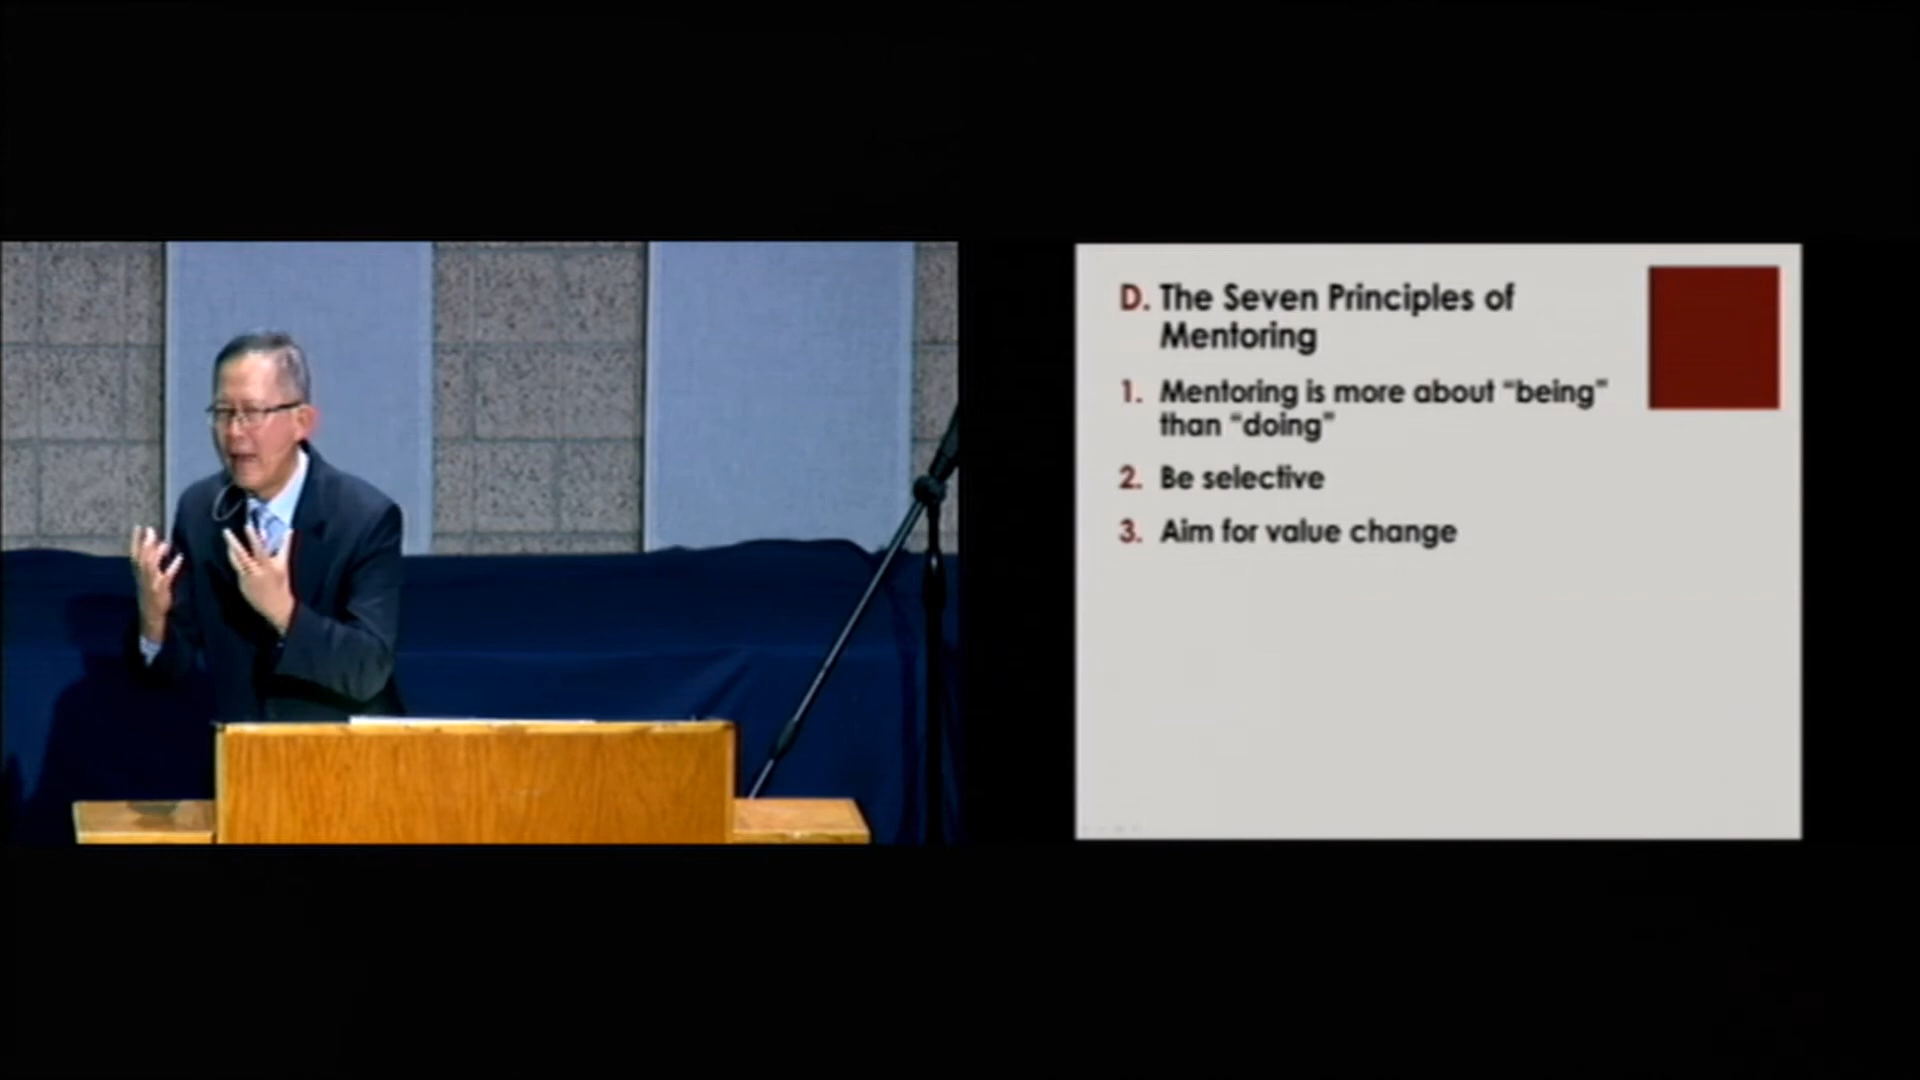 D. The Seven Principles of
Mentoring
1. Mentoring is more about “being”
than “doing”
2. Be selective
3. Aim for value change